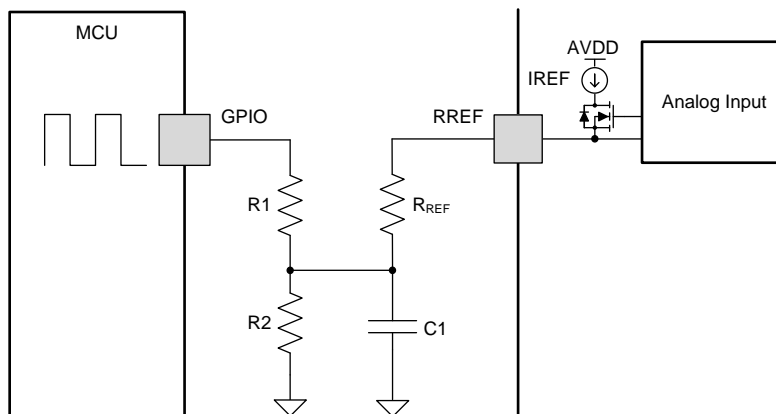 MCU
GPIO
RREF
AVDD
IREF
Analog Input
R1
RREF
R2
C1